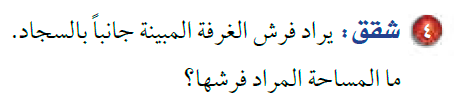 ٤ شقق: يراد فرش الغرفة المبينة جانباً بالسجاد.
ما المساحة المراد فرشها؟